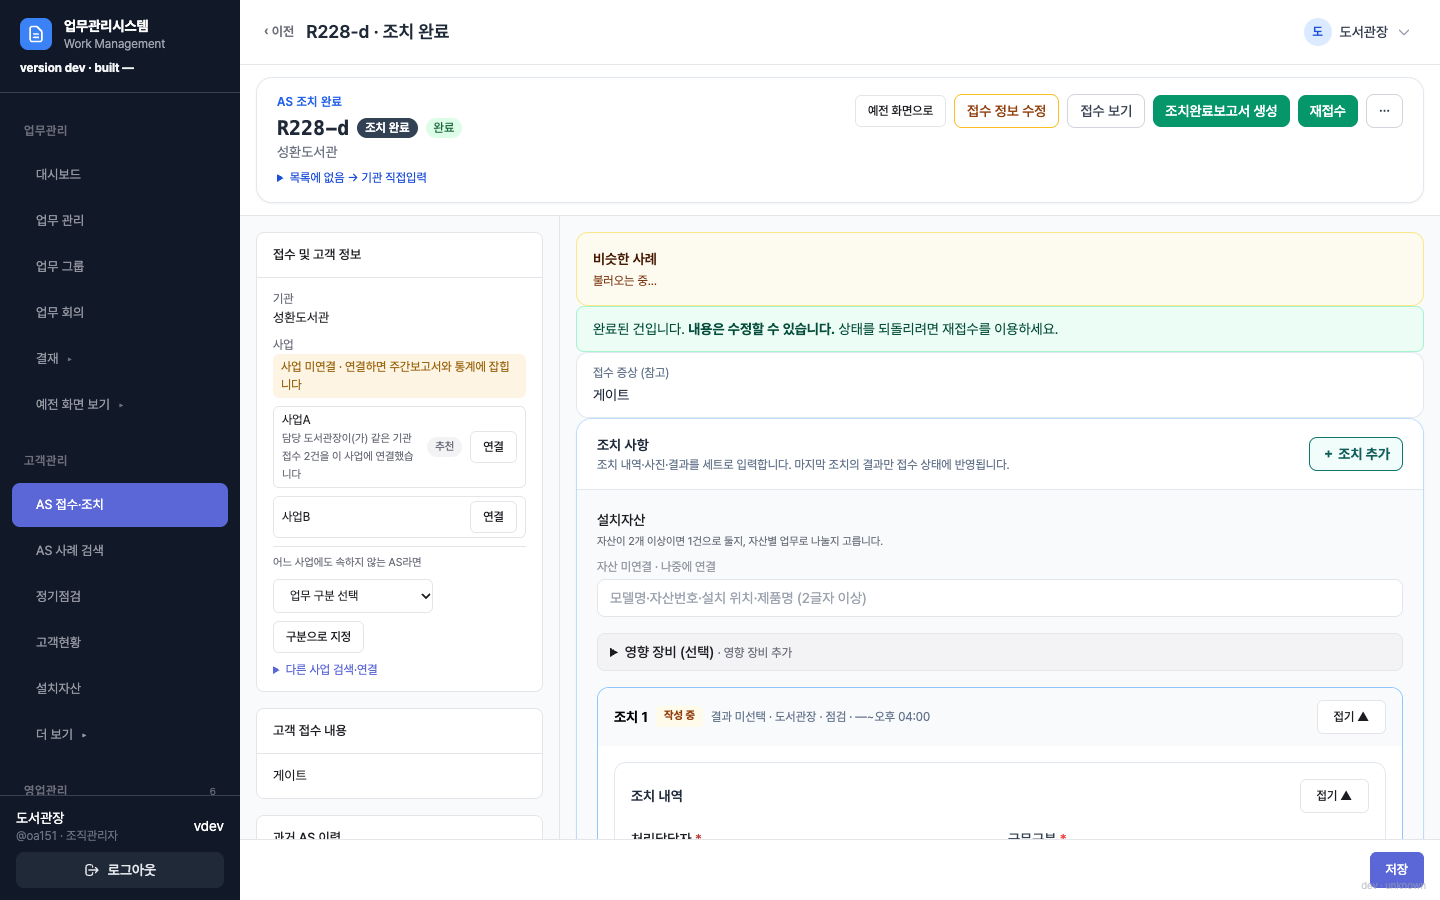 업무관리시스템
Work Management
version dev · built —
업무관리
대시보드
업무 관리
업무 그룹
업무 회의
결재 ▸
예전 화면 보기 ▸
고객관리
AS 접수·조치
AS 사례 검색
정기점검
고객현황
설치자산
더 보기 ▸
영업관리 6
도서관장
@oa151 · 조직관리자
vdev
로그아웃
‹ 이전 R228-d · 조치 완료
도 도서관장
AS 조치 완료
R228-d 조치 완료 완료
성환도서관
▶ 목록에 없음 → 기관 직접입력
예전 화면으로 접수 정보 수정 접수 보기 조치완료보고서 생성 재접수 ···
접수 및 고객 정보
기관
성환도서관
사업
사업 미연결 · 연결하면 주간보고서와 통계에 잡힙
니다
사업A
담당 도서관장이(가) 같은 기관
접수 2건을 이 사업에 연결했습
니다
추천 연결
사업B 연결
어느 사업에도 속하지 않는 AS라면
업무 구분 선택
구분으로 지정
▶ 다른 사업 검색·연결
고객 접수 내용
게이트
과거 AS 이력
비슷한 사례
불러오는 중...
완료된 건입니다. 내용은 수정할 수 있습니다. 상태를 되돌리려면 재접수를 이용하세요.
접수 증상 (참고)
게이트
조치 사항
조치 내역·사진·결과를 세트로 입력합니다. 마지막 조치의 결과만 접수 상태에 반영됩니다.
+ 조치 추가
설치자산
자산이 2개 이상이면 1건으로 둘지, 자산별 업무로 나눌지 고릅니다.
자산 미연결 · 나중에 연결
모델명·자산번호·설치 위치·제품명 (2글자 이상)
▶ 영향 장비 (선택) · 영향 장비 추가
조치 1 작성 중 결과 미선택 · 도서관장 · 점검 · —~오후 04:00
접기 ▲
조치 내역
접기 ▲
처리담당자 *
근무구분 *
저장
dev · unknown